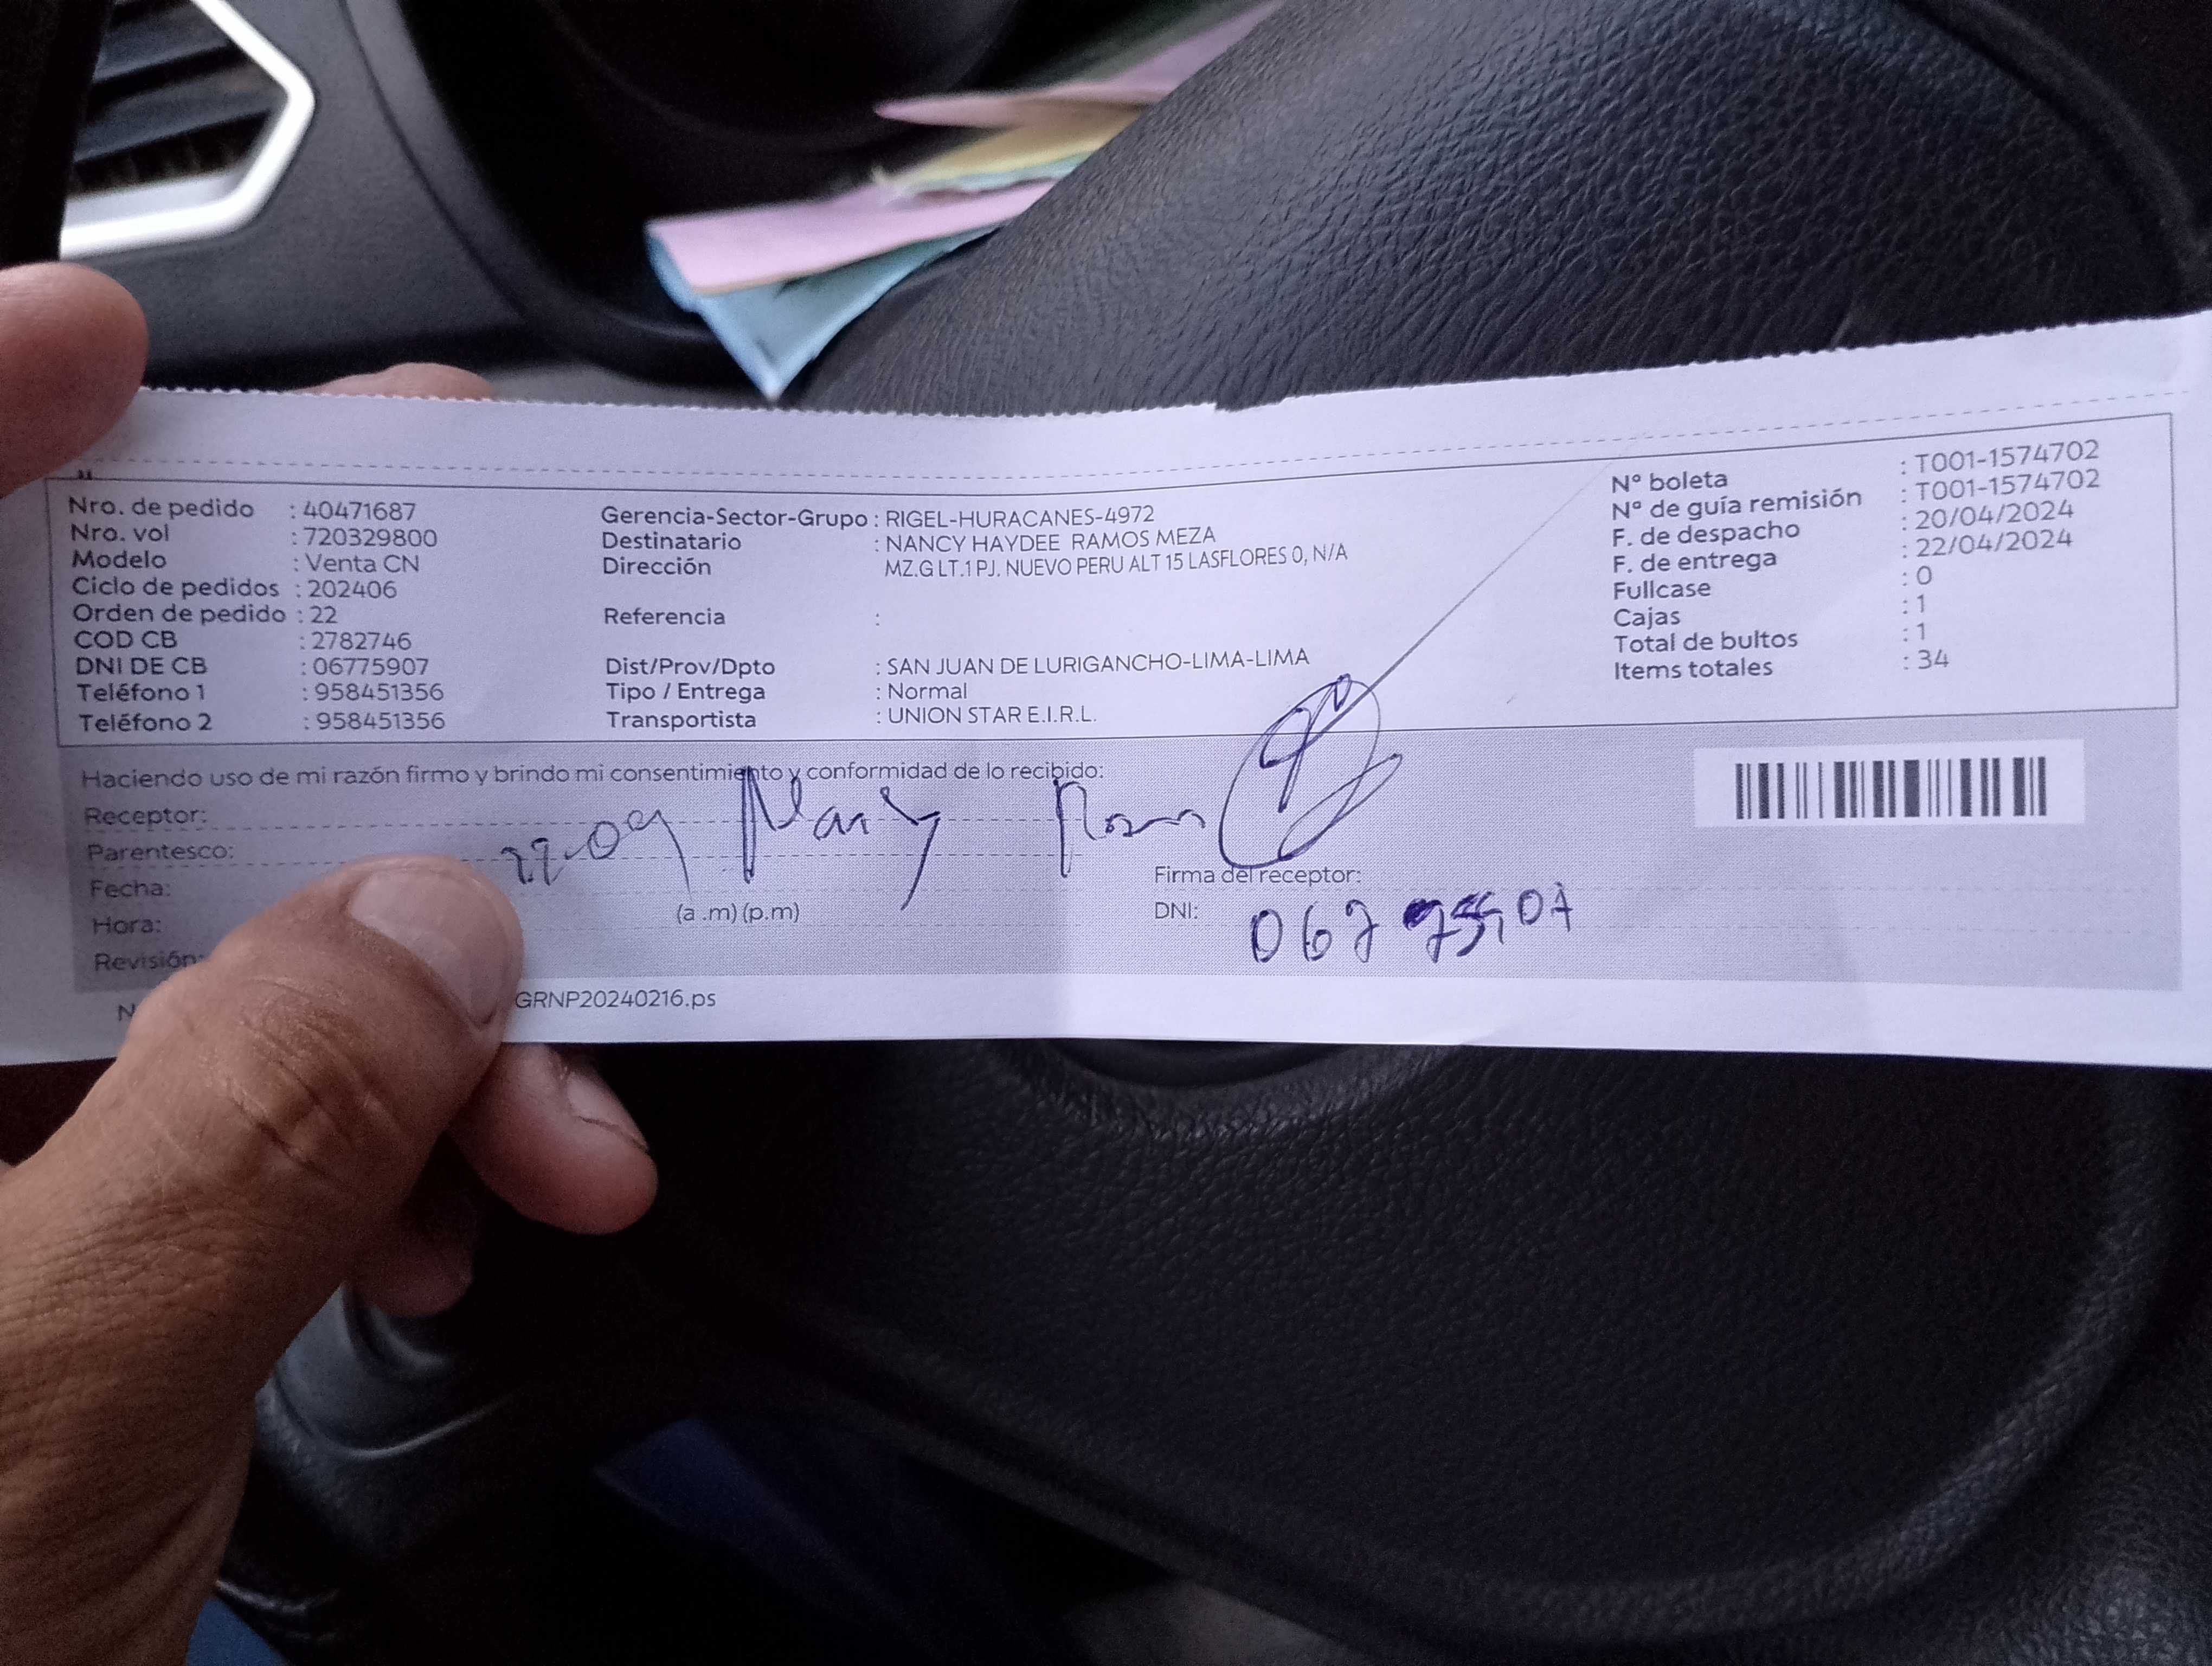 Nro. de pedido : 40471687
Nro. vol : 720329800
Modelo : Venta CN
Ciclo de pedidos : 202406
Orden de pedido : 22
COD CB : 2782746
DNI DE CB : 06775907
Teléfono 1 : 958451356
Teléfono 2 : 958451356
Gerencia-Sector-Grupo : RIGEL-HURACANES-4972
Destinatario : NANCY HAYDEE RAMOS MEZA
Dirección MZ.G LT.1 PJ. NUEVO PERU ALT 15 LASFLORES 0, N/A
Referencia :
Dist/Prov/Dpto : SAN JUAN DE LURIGANCHO-LIMA-LIMA
Tipo / Entrega : Normal
Transportista : UNION STAR E.I.R.L.
Nº boleta : T001-1574702
Nº de guía remisión : T001-1574702
F. de despacho : 20/04/2024
F. de entrega : 22/04/2024
Fullcase : 0
Cajas : 1
Total de bultos : 1
Items totales : 34
Haciendo uso de mi razón firmo y brindo mi consentimiento y conformidad de lo recibido:
Receptor: Nancy Ramos
Parentesco:
Fecha:
Hora: (a .m) (p.m)
Revisión:
Firma del receptor:
DNI: 06775907
GRNP20240216.ps